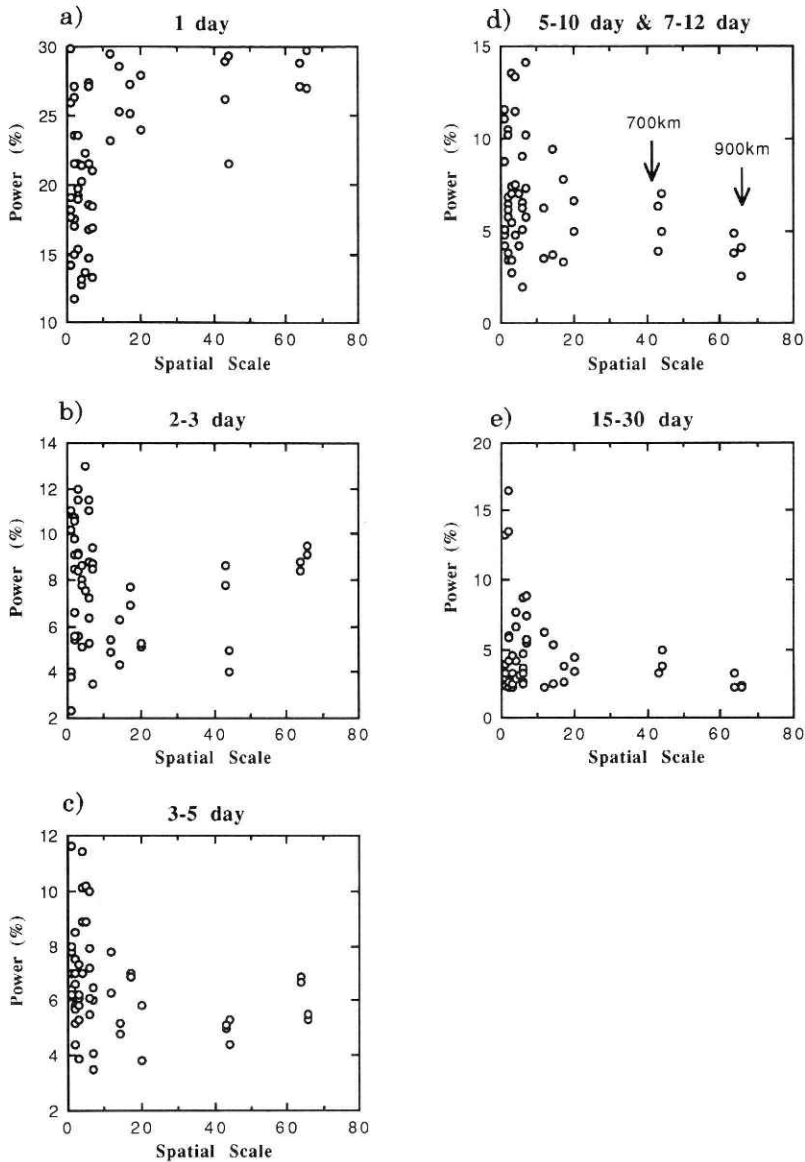 a)
1 day
30
25
20
15
10
Power (%)
0 20 40 60 80
Spatial Scale
b)
2-3 day
14
12
10
8
6
4
2
Power (%)
0 20 40 60 80
Spatial Scale
c)
3-5 day
12
10
8
6
4
2
Power (%)
0 20 40 60 80
Spatial Scale
d)
5-10 day & 7-12 day
15
10
5
0
Power (%)
700km
900km
0 20 40 60 80
Spatial Scale
e)
15-30 day
20
15
10
5
0
Power (%)
0 20 40 60 80
Spatial Scale